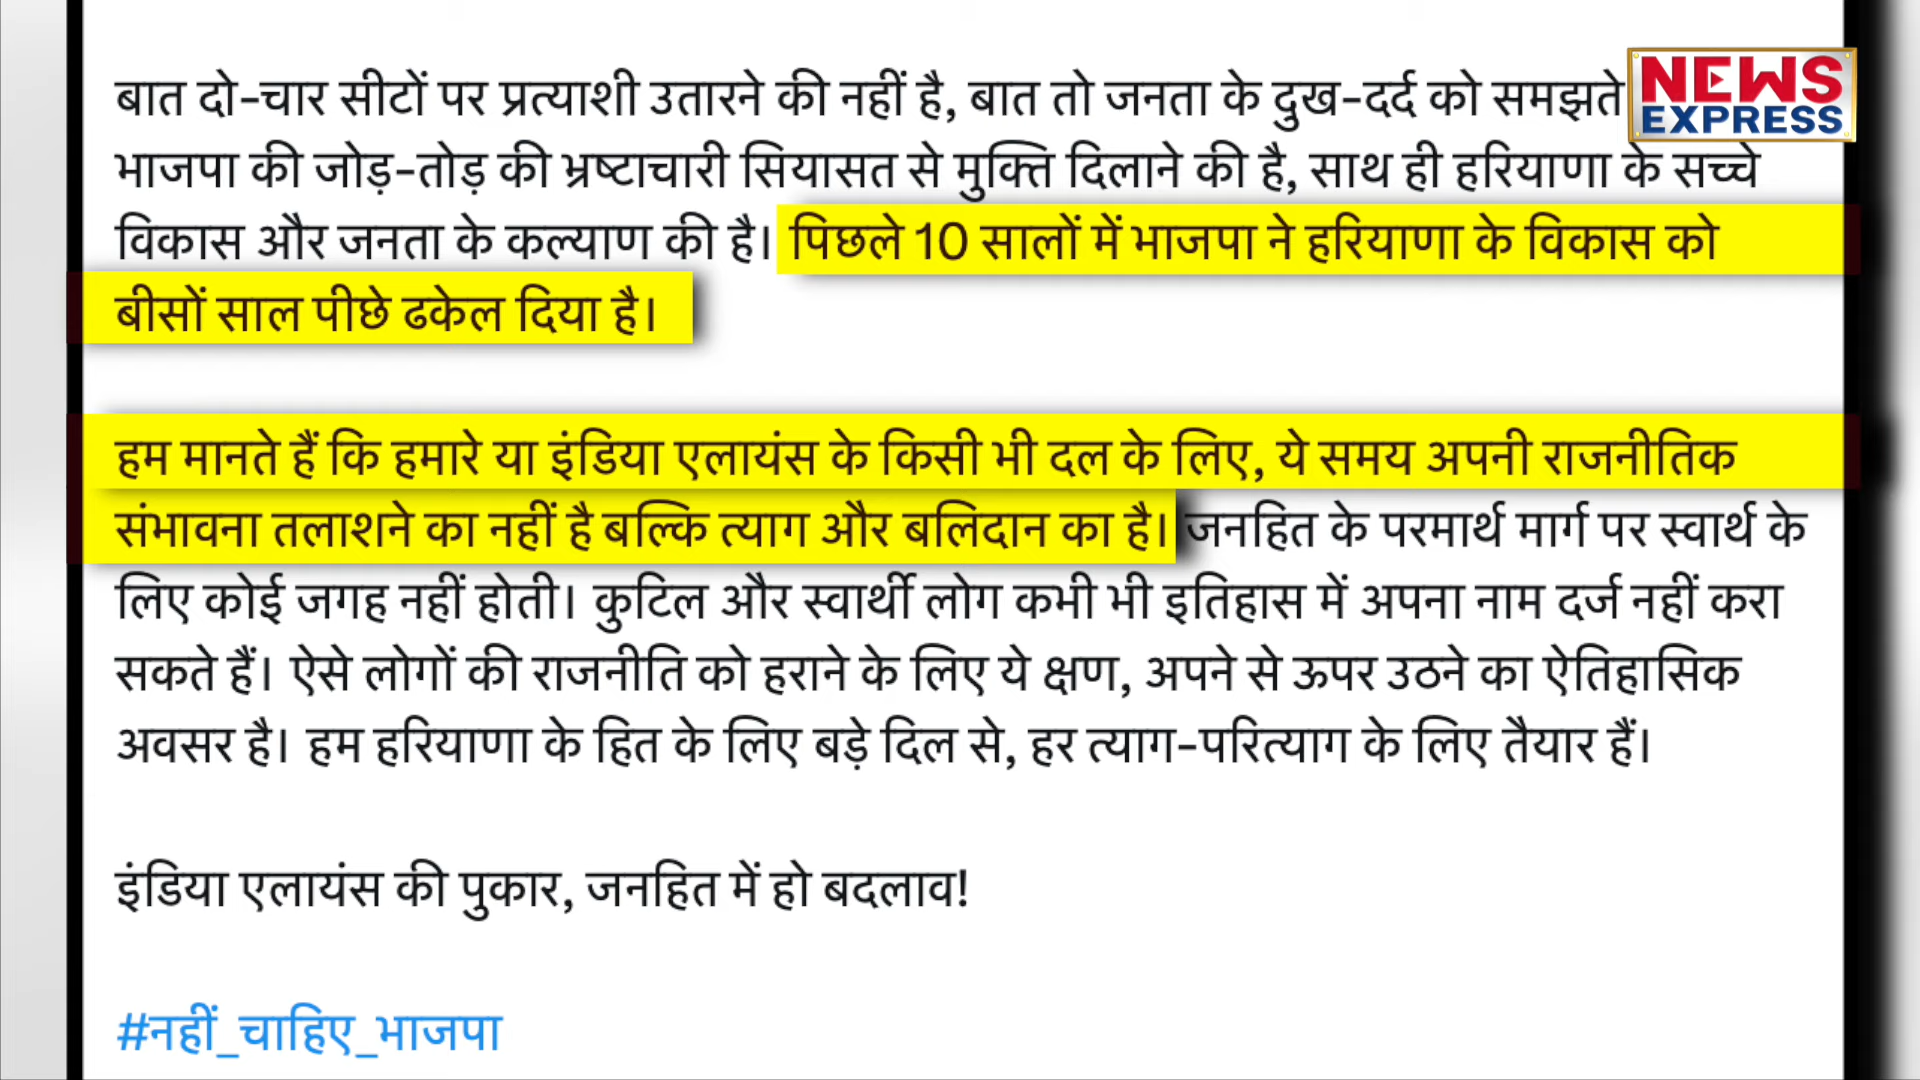 बात दो-चार सीटों पर प्रत्याशी उतारने की नहीं है, बात तो जनता के दुख-दर्द को समझते
NEWS
EXPRESS
भाजपा की जोड़-तोड़ की भ्रष्टाचारी सियासत से मुक्ति दिलाने की है, साथ ही हरियाणा के सच्चे
विकास और जनता के कल्याण की है। पिछले 10 सालों में भाजपा ने हरियाणा के विकास को
बीसों साल पीछे ढकेल दिया है।
हम मानते हैं कि हमारे या इंडिया एलायंस के किसी भी दल के लिए, ये समय अपनी राजनीतिक
संभावना तलाशने का नहीं है बल्कि त्याग और बलिदान का है। जनहित के परमार्थ मार्ग पर स्वार्थ के
लिए कोई जगह नहीं होती। कुटिल और स्वार्थी लोग कभी भी इतिहास में अपना नाम दर्ज नहीं करा
सकते हैं। ऐसे लोगों की राजनीति को हराने के लिए ये क्षण, अपने से ऊपर उठने का ऐतिहासिक
अवसर है। हम हरियाणा के हित के लिए बड़े दिल से, हर त्याग-परित्याग के लिए तैयार हैं।
इंडिया एलायंस की पुकार, जनहित में हो बदलाव!
#नहीं_चाहिए_भाजपा